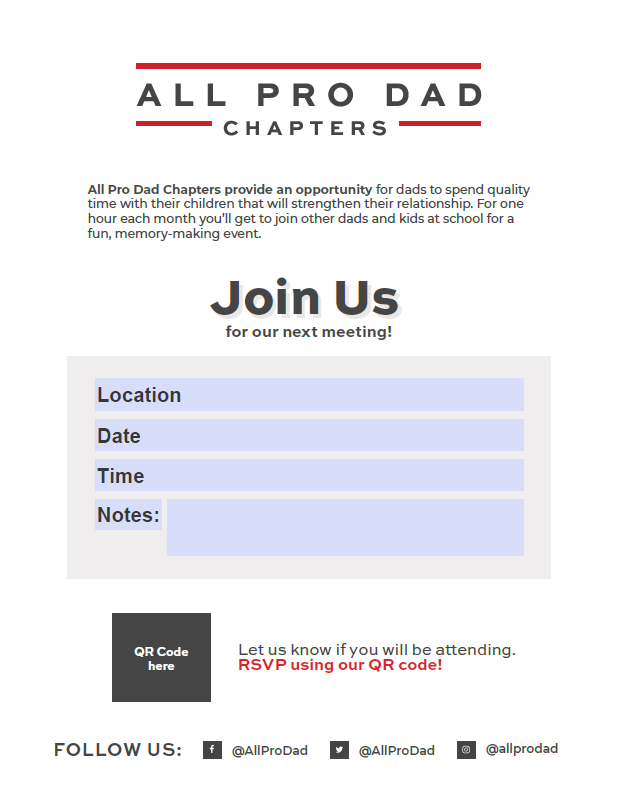 ALL PRO DAD
CHAPTERS
All Pro Dad Chapters provide an opportunity for dads to spend quality
time with their children that will strengthen their relationship. For one
hour each month you'll get to join other dads and kids at school for a
fun, memory-making event.
Join Us
for our next meeting!
Location
Date
Time
Notes:
QR Code
here
Let us know if you will be attending.
RSVP using our QR code!
FOLLOW US: @AllProDad @AllProDad @allprodad